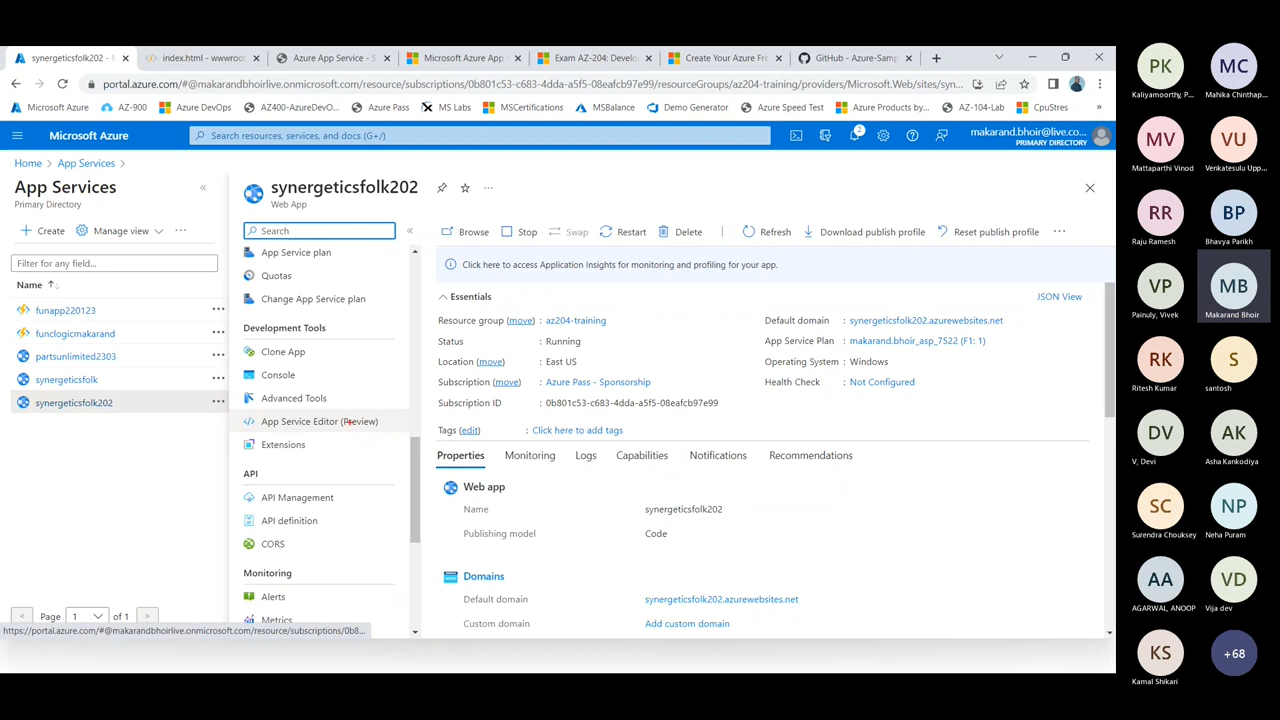 synergeticsfolk202
index.html - wwwroo
Azure App Service - S
Microsoft Azure App S
Exam AZ-204: Develo
Create Your Azure Fre
GitHub - Azure-Samp
portal.azure.com/#@makarandbhoirlive.onmicrosoft.com/resource/subscriptions/0b801c53-c683-4dda-a5f5-08eafcb97e99/resourceGroups/az204-training/providers/Microsoft.Web/sites/syn...
Microsoft Azure
AZ-900
Azure DevOps
AZ400-AzureDevO...
Azure Pass
MS Labs
MSCertifications
MSBalance
Demo Generator
Azure Speed Test
Azure Products by...
AZ-104-Lab
CpuStres
»
Microsoft Azure
Search resources, services, and docs (G+/)
2
makarand.bhoir@live.co...
PRIMARY DIRECTORY
Home > App Services >
App Services
Primary Directory
Create
Manage view
Filter for any field...
Name
funapp220123
funclogicmakarand
partsunlimited2303
synergeticsfolk
synergeticsfolk202
< Page 1 of 1 >
https://portal.azure.com/#@makarandbhoirlive.onmicrosoft.com/resource/subscriptions/0b8...
synergeticsfolk202
Web App
Search
App Service plan
Quotas
Change App Service plan
Development Tools
Clone App
Console
Advanced Tools
App Service Editor (Preview)
Extensions
API
API Management
API definition
CORS
Monitoring
Alerts
Metrics
Browse
Stop
Swap
Restart
Delete
Refresh
Download publish profile
Reset publish profile
Click here to access Application Insights for monitoring and profiling for your app.
Essentials
JSON View
Resource group (move) : az204-training
Status : Running
Location (move) : East US
Subscription (move) : Azure Pass - Sponsorship
Subscription ID : 0b801c53-c683-4dda-a5f5-08eafcb97e99
Tags (edit) : Click here to add tags
Default domain : synergeticsfolk202.azurewebsites.net
App Service Plan : makarand.bhoir_asp_7522 (F1: 1)
Operating System : Windows
Health Check : Not Configured
Properties
Monitoring
Logs
Capabilities
Notifications
Recommendations
Web app
Name synergeticsfolk202
Publishing model Code
Domains
Default domain synergeticsfolk202.azurewebsites.net
Custom domain Add custom domain
PK
Kaliyamoorthy, P...
MC
Mahika Chinthap...
MV
Mattaparthi Vinod
VU
Venkatesulu Upp...
RR
Raju Ramesh
BP
Bhavya Parikh
VP
Painuly, Vivek
MB
Makarand Bhoir
RK
Ritesh Kumar
S
santosh
DV
V, Devi
AK
Asha Kankodiya
SC
Surendra Chouksey
NP
Neha Puram
AA
AGARWAL, ANOOP
VD
Vija dev
KS
Kamal Shikari
+68